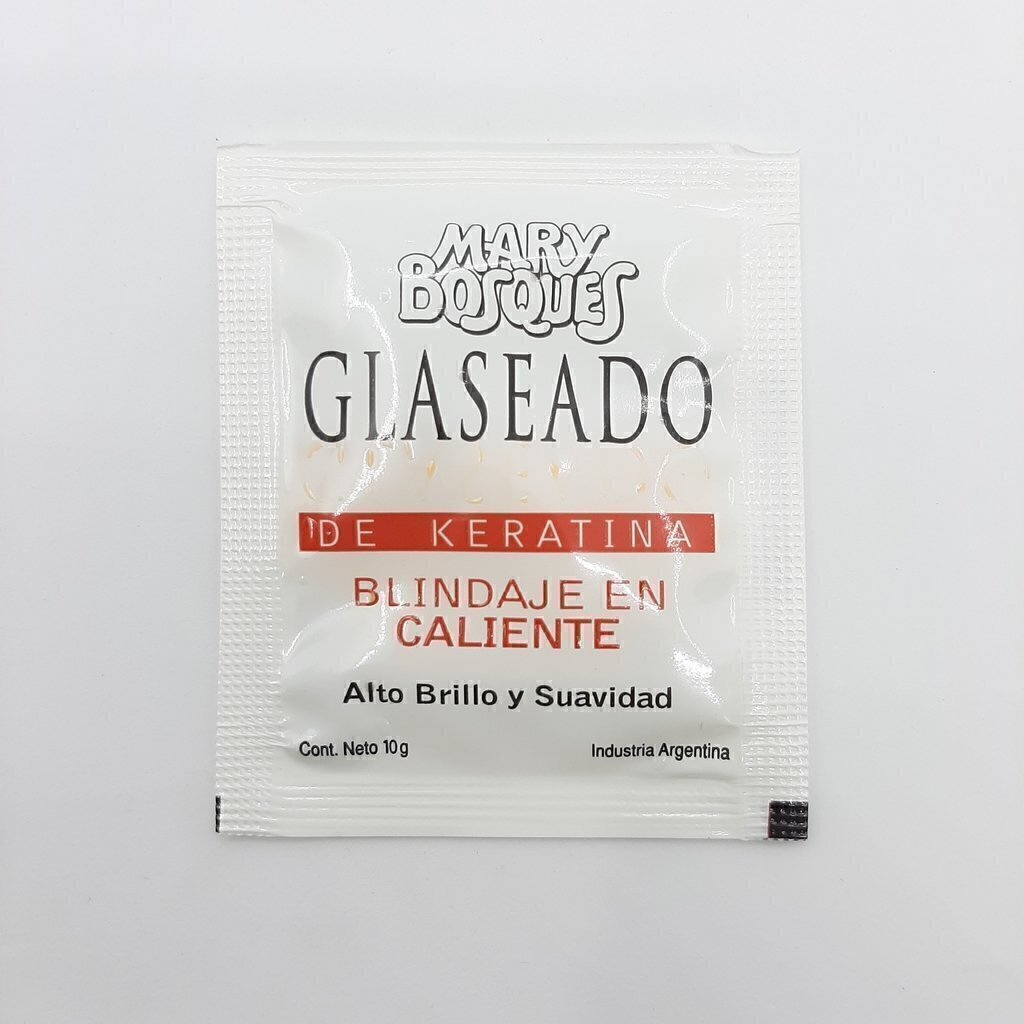 MARY
BOSQUES
GLASEADO
DE KERATINA
BLINDAJE EN
CALIENTE
Alto Brillo y Suavidad
Cont. Neto 10g
Industria Argentina